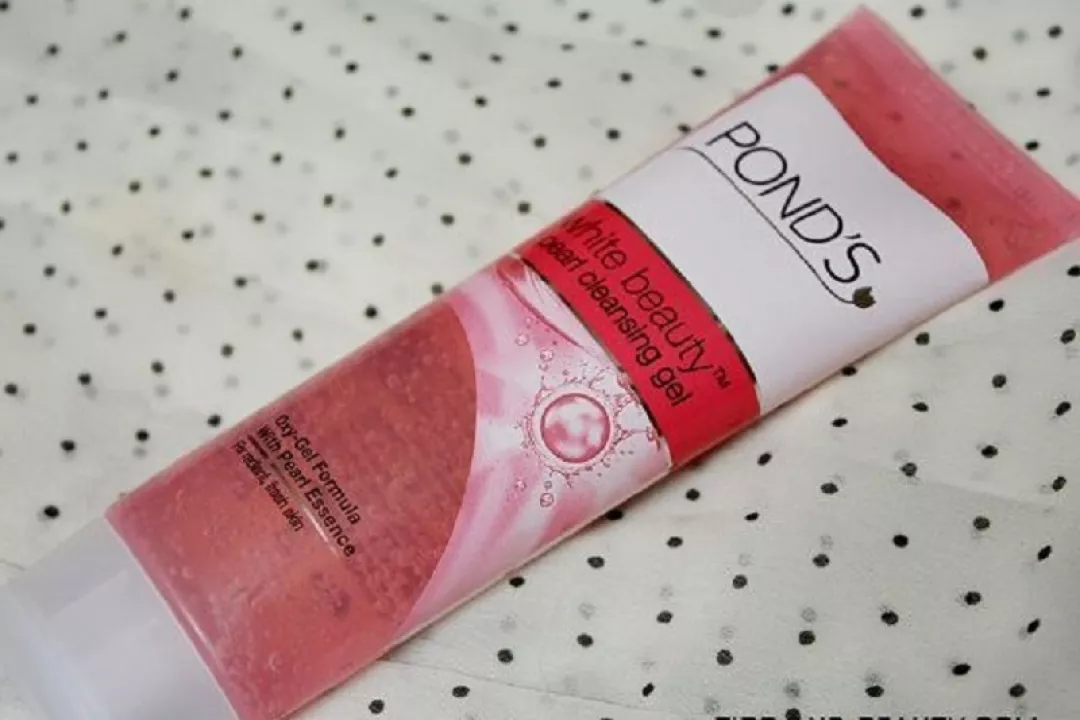 POND'S
white beauty™
pearl cleansing gel
Oxy-Gel Formula
With Pearl Essence